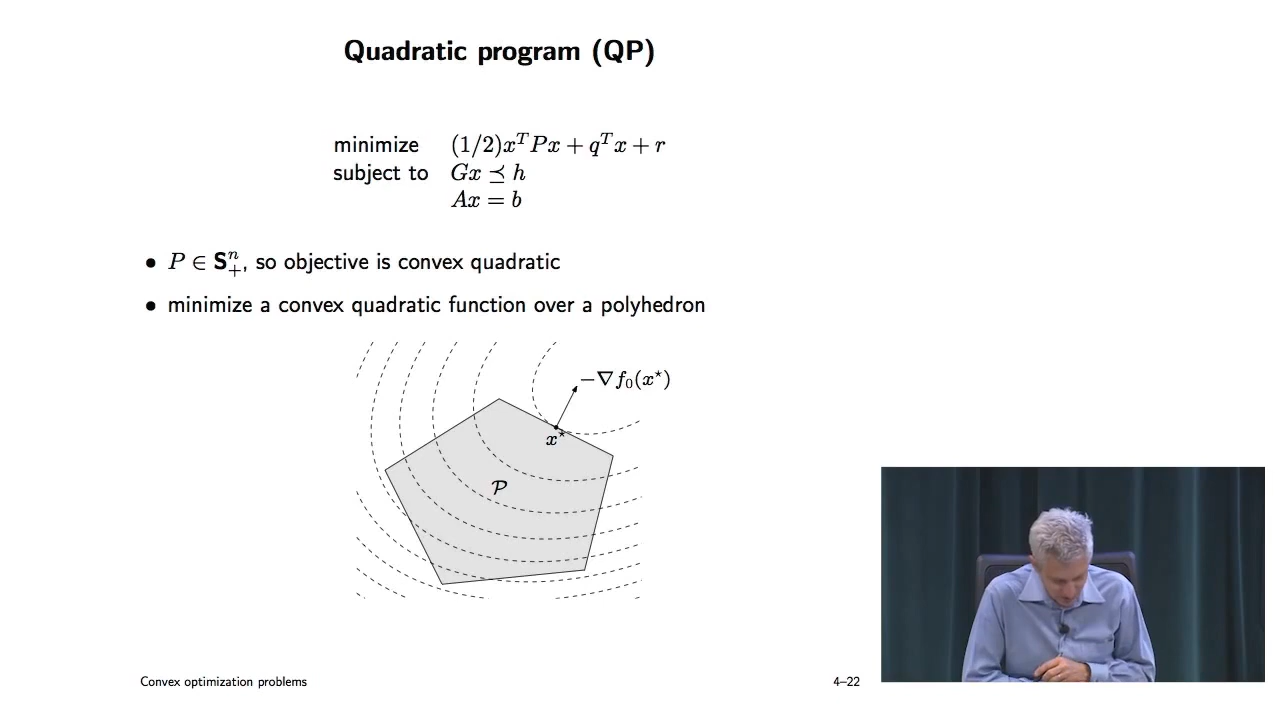 Quadratic program (QP)
minimize (1/2)x^T Px + q^T x + r
subject to Gx ⪯ h
Ax = b
• P ∈ S^n_+, so objective is convex quadratic
• minimize a convex quadratic function over a polyhedron
−∇f_0(x^⋆)
x^⋆
𝒫
Convex optimization problems 4–22